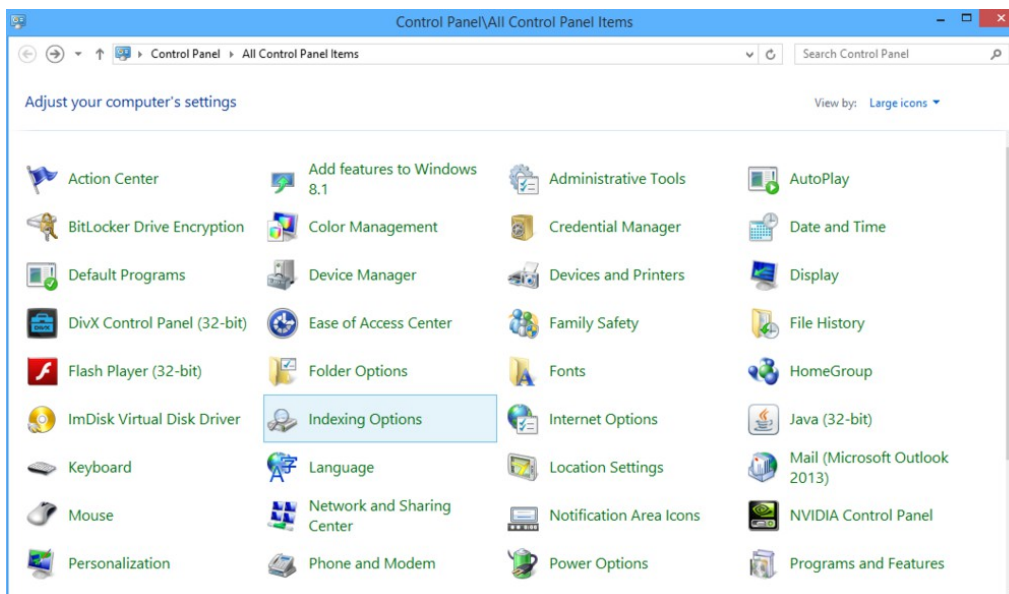 Control Panel\All Control Panel Items
Control Panel All Control Panel Items
Search Control Panel
Adjust your computer's settings
View by: Large icons
Action Center
Add features to Windows
8.1
Administrative Tools
AutoPlay
BitLocker Drive Encryption
Color Management
Credential Manager
Date and Time
Default Programs
Device Manager
Devices and Printers
Display
DivX Control Panel (32-bit)
Ease of Access Center
Family Safety
File History
Flash Player (32-bit)
Folder Options
Fonts
HomeGroup
ImDisk Virtual Disk Driver
Indexing Options
Internet Options
Java (32-bit)
Keyboard
Language
Location Settings
Mail (Microsoft Outlook
2013)
Mouse
Network and Sharing
Center
Notification Area Icons
NVIDIA Control Panel
Personalization
Phone and Modem
Power Options
Programs and Features